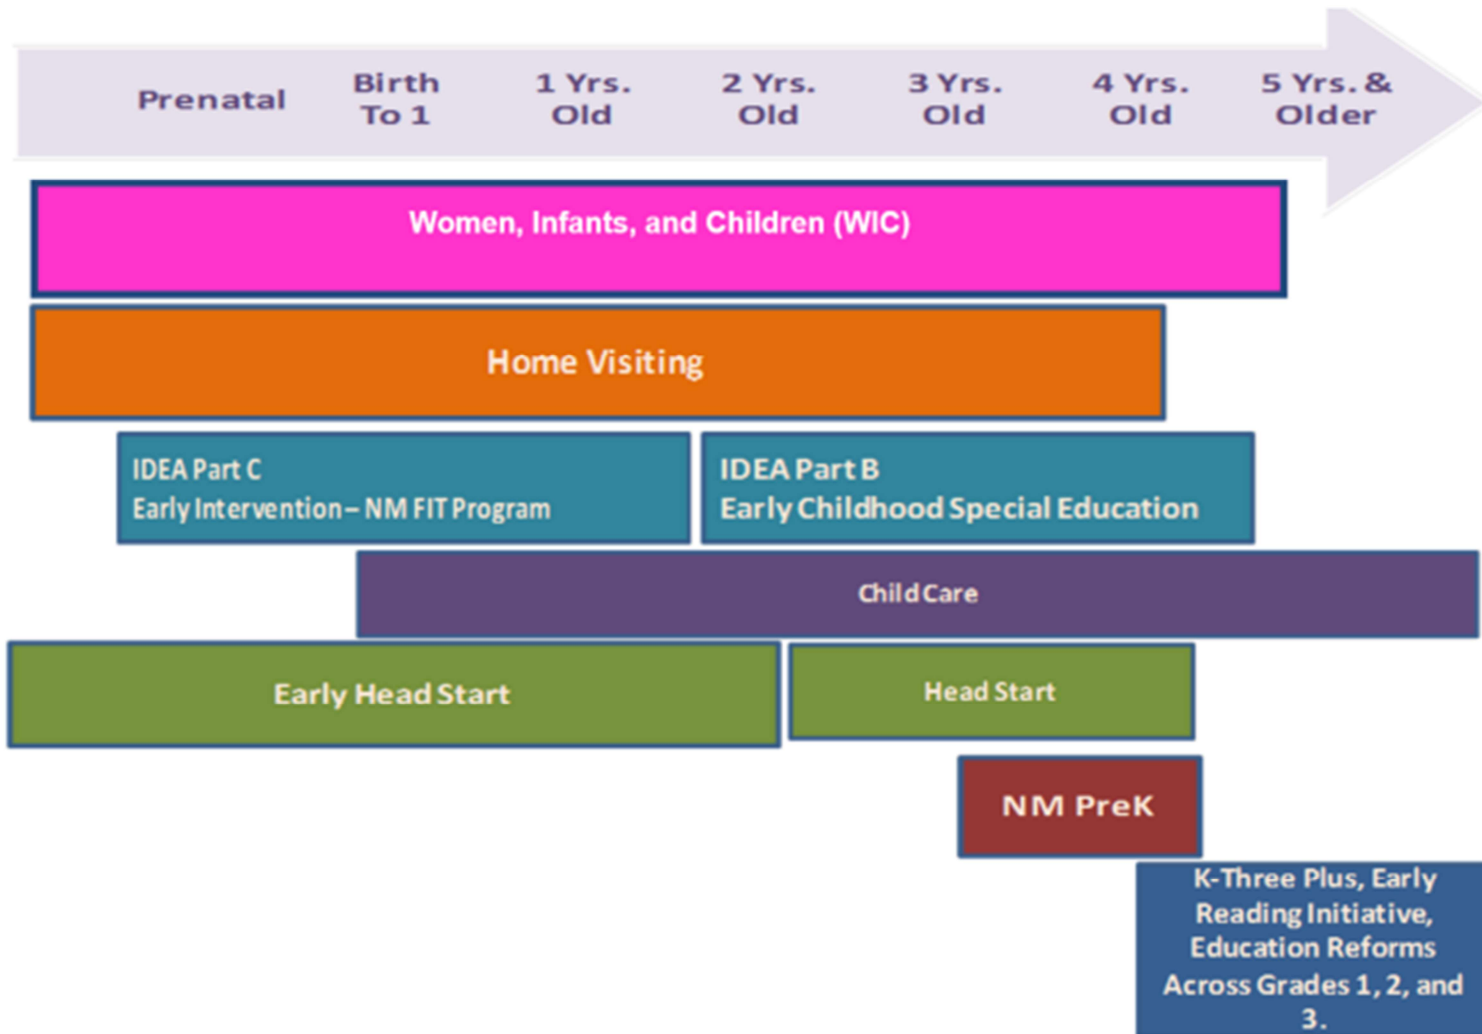 Prenatal
Birth
To 1
1 Yrs.
Old
2 Yrs.
Old
3 Yrs.
Old
4 Yrs.
Old
5 Yrs. &
Older
Women, Infants, and Children (WIC)
Home Visiting
IDEA Part C
Early Intervention – NM FIT Program
IDEA Part B
Early Childhood Special Education
Child Care
Early Head Start
Head Start
NM PreK
K-Three Plus, Early
Reading Initiative,
Education Reforms
Across Grades 1, 2, and
3.